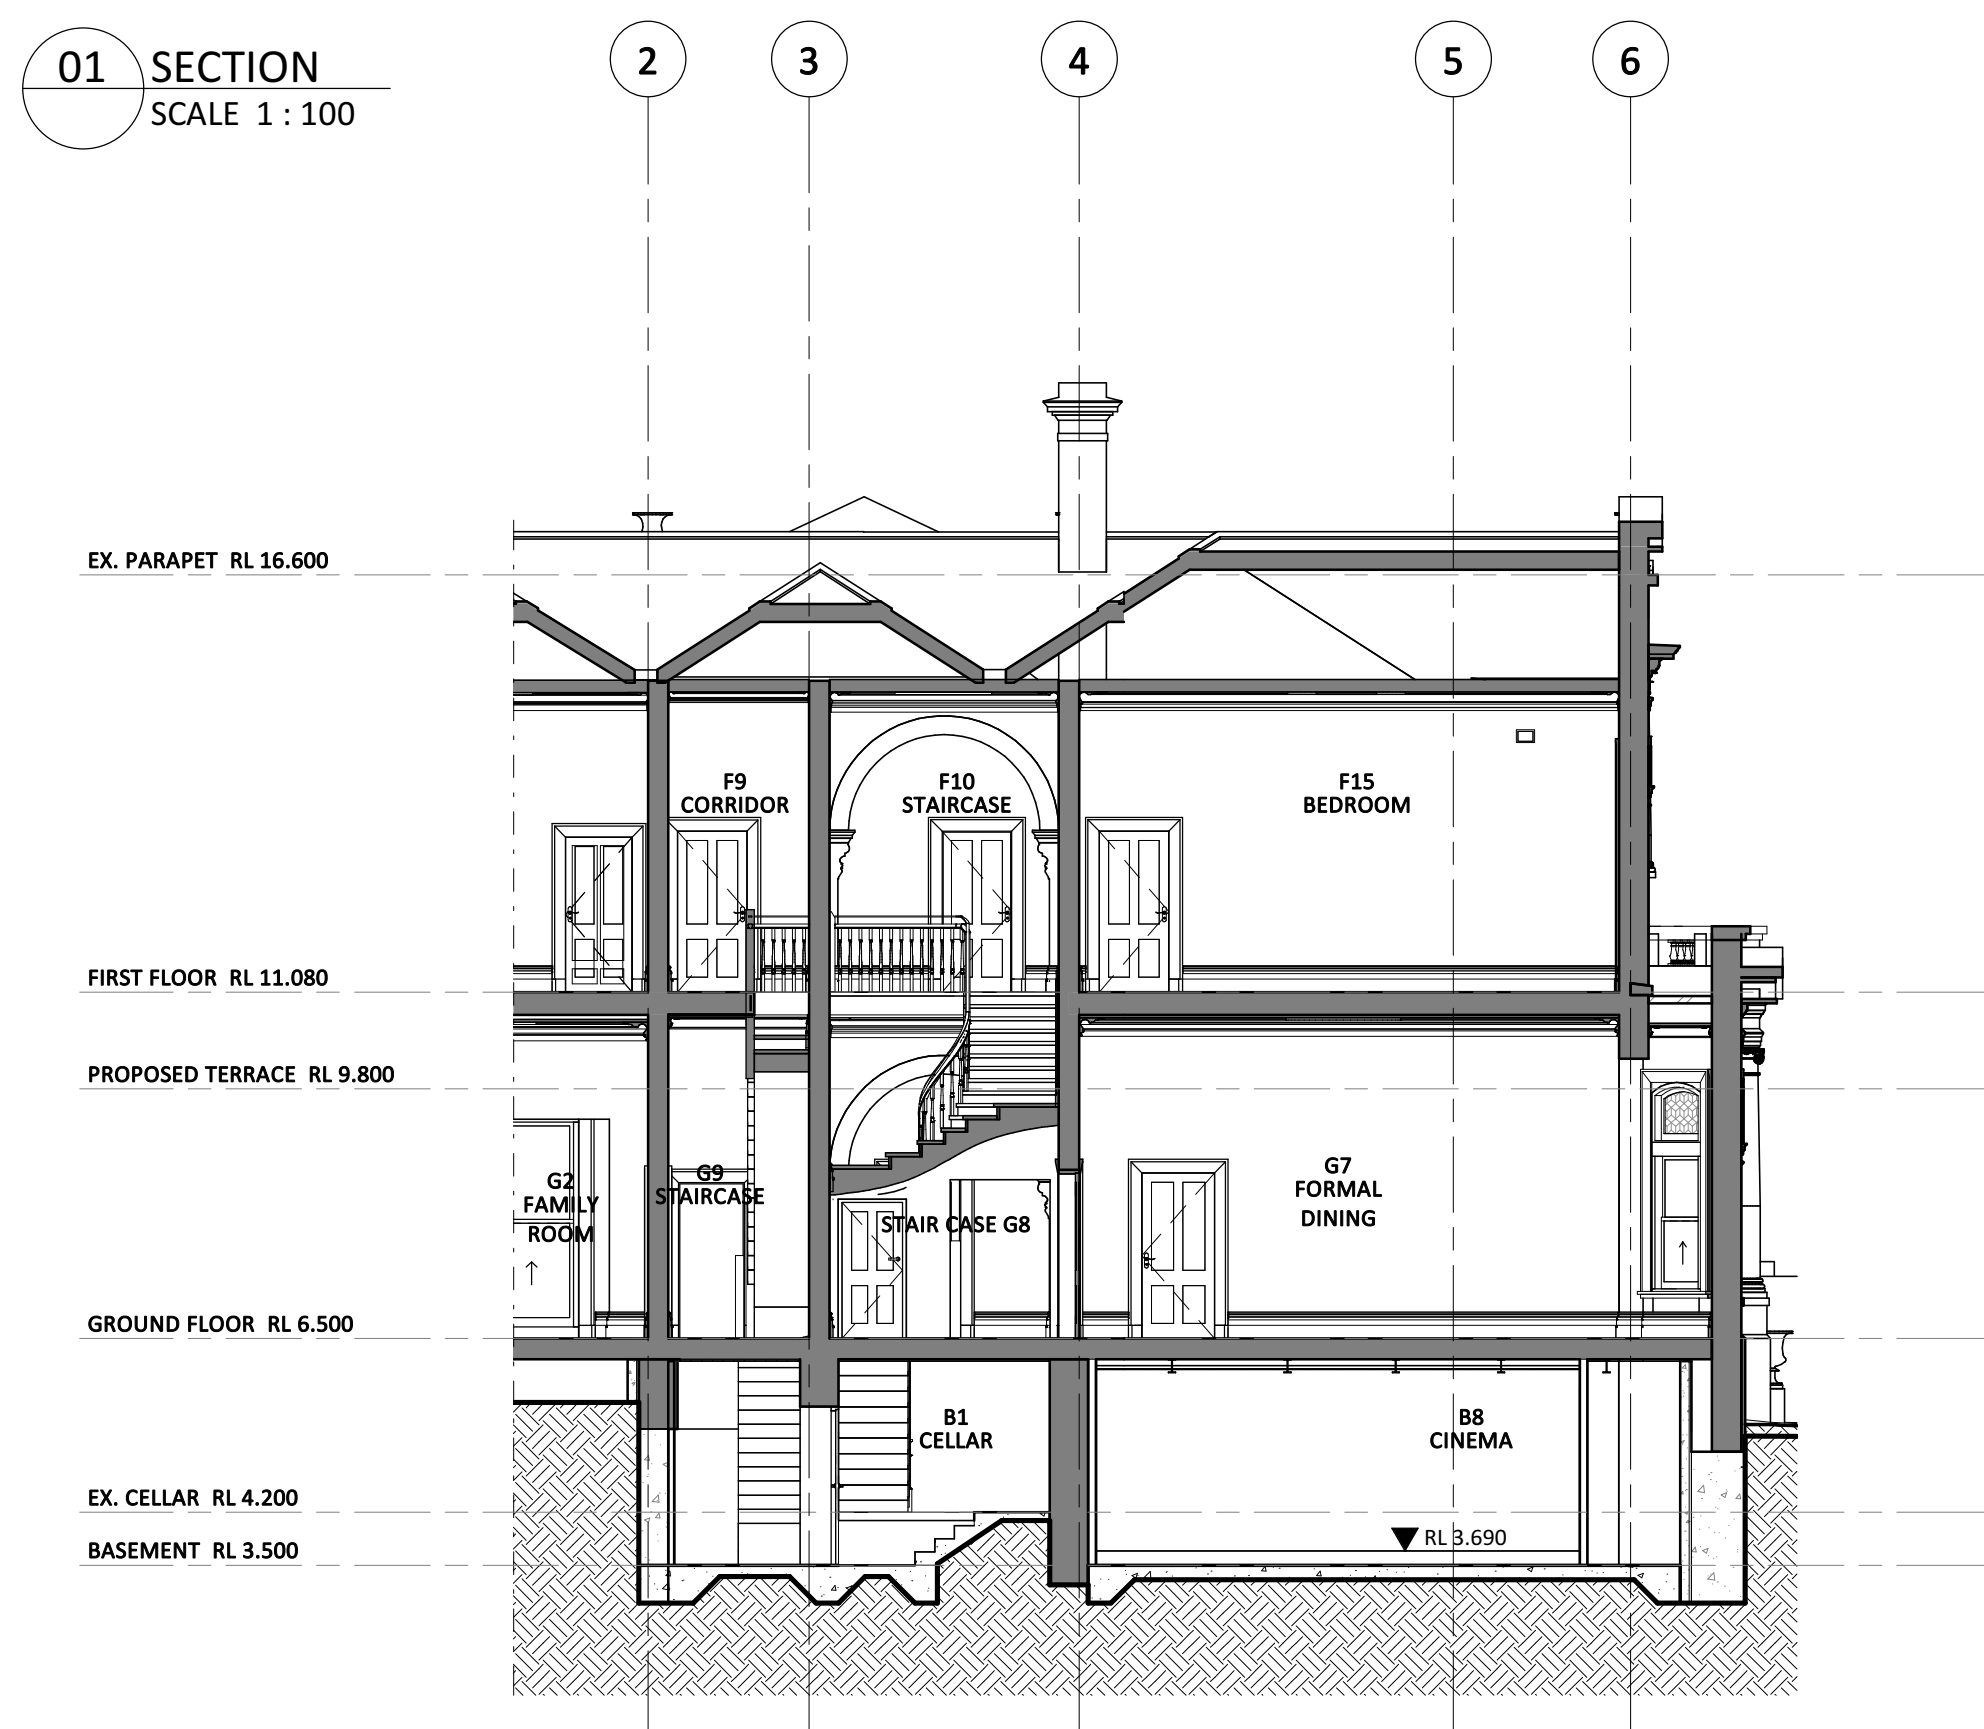 01 SECTION
SCALE 1 : 100
2 3 4 5 6
EX. PARAPET RL 16.600
F9
CORRIDOR
F10
STAIRCASE
F15
BEDROOM
FIRST FLOOR RL 11.080
PROPOSED TERRACE RL 9.800
G2
FAMILY
ROOM
G9
STAIRCASE
STAIR CASE G8
G7
FORMAL
DINING
GROUND FLOOR RL 6.500
B1
CELLAR
B8
CINEMA
EX. CELLAR RL 4.200
RL 3.690
BASEMENT RL 3.500